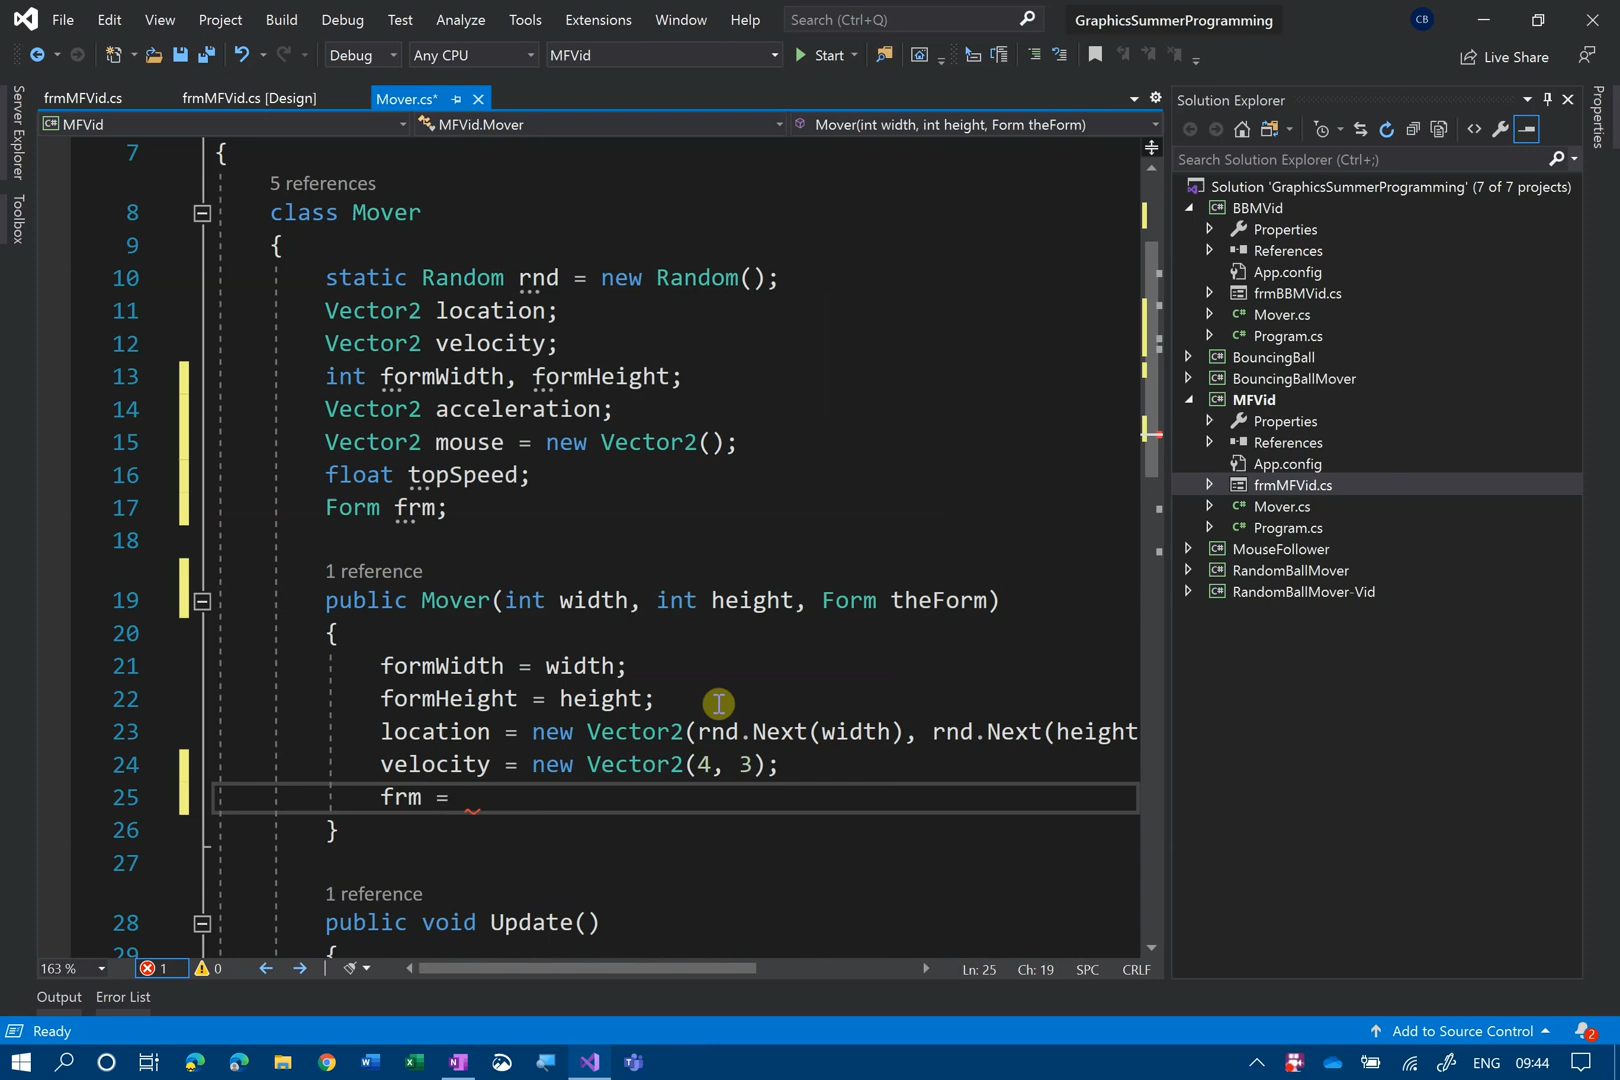 File Edit View Project Build Debug Test Analyze Tools Extensions Window Help Search (Ctrl+Q) GraphicsSummerProgramming CB
Debug Any CPU MFVid Start Live Share
Server Explorer
Toolbox
frmMFVid.cs frmMFVid.cs [Design] Mover.cs*
C# MFVid MFVid.Mover Mover(int width, int height, Form theForm)
7 {
5 references
8 class Mover
9 {
10 static Random rnd = new Random();
11 Vector2 location;
12 Vector2 velocity;
13 int formWidth, formHeight;
14 Vector2 acceleration;
15 Vector2 mouse = new Vector2();
16 float topSpeed;
17 Form frm;
18
1 reference
19 public Mover(int width, int height, Form theForm)
20 {
21 formWidth = width;
22 formHeight = height;
23 location = new Vector2(rnd.Next(width), rnd.Next(height
24 velocity = new Vector2(4, 3);
25 frm =
26 }
27
1 reference
28 public void Update()
29 {
163 % 1 0 Ln: 25 Ch: 19 SPC CRLF
Output Error List
Solution Explorer
Search Solution Explorer (Ctrl+;)
Solution 'GraphicsSummerProgramming' (7 of 7 projects)
C# BBMVid
Properties
References
App.config
frmBBMVid.cs
C# Mover.cs
C# Program.cs
C# BouncingBall
C# BouncingBallMover
C# MFVid
Properties
References
App.config
frmMFVid.cs
C# Mover.cs
C# Program.cs
C# MouseFollower
C# RandomBallMover
C# RandomBallMover-Vid
Properties
Ready Add to Source Control 2
ENG 09:44